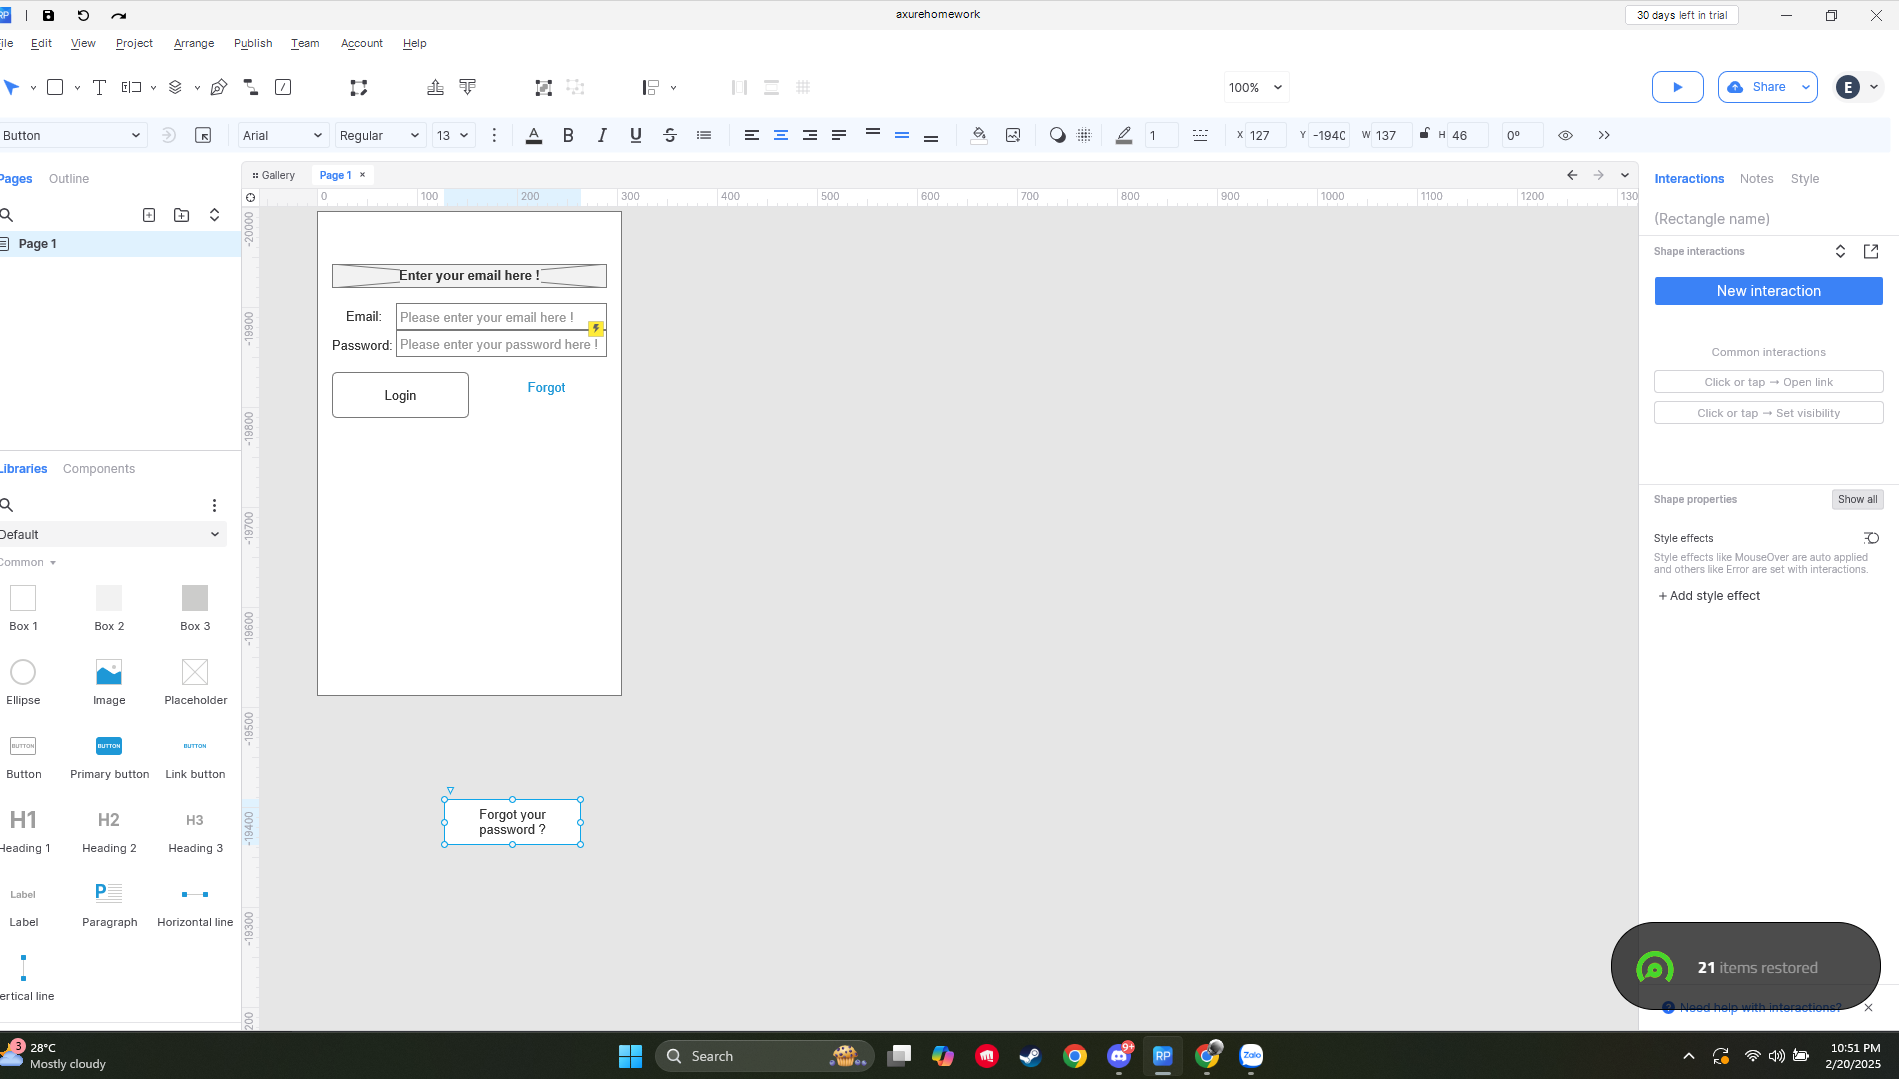 RP
axurehomework
30 days left in trial
ile Edit View Project Arrange Publish Team Account Help
100%
Share
E
Button
Arial
Regular
13
1
X 127
Y -1940
W 137
H 46
0°
Pages Outline
Gallery
Page 1
Page 1
0 100 200 300 400 500 600 700 800 900 1000 1100 1200 130
-20000
-19900
-19800
-19700
-19600
-19500
-19400
-19300
200
Enter your email here !
Email:
Please enter your email here !
Password:
Please enter your password here !
Login
Forgot
Forgot your
password ?
Libraries Components
Default
Common
Box 1
Box 2
Box 3
Ellipse
Image
Placeholder
BUTTON
BUTTON
BUTTON
Button
Primary button
Link button
H1
H2
H3
Heading 1
Heading 2
Heading 3
Label
P
Label
Paragraph
Horizontal line
ertical line
Interactions Notes Style
(Rectangle name)
Shape interactions
New interaction
Common interactions
Click or tap → Open link
Click or tap → Set visibility
Shape properties
Show all
Style effects
Style effects like MouseOver are auto applied
and others like Error are set with interactions.
+ Add style effect
21 items restored
Need help with interactions?
3
28°C
Mostly cloudy
Search
9+
RP
Zalo
10:51 PM
2/20/2025